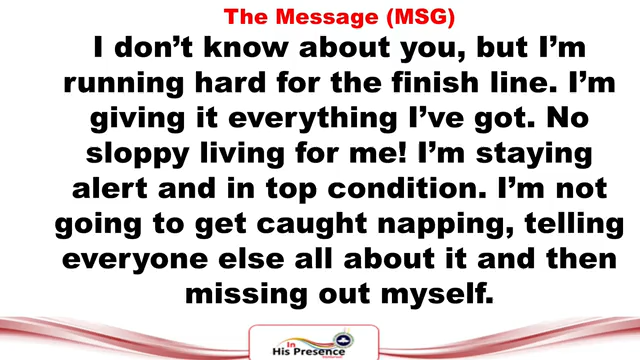 The Message (MSG)
I don’t know about you, but I’m
running hard for the finish line. I’m
giving it everything I’ve got. No
sloppy living for me! I’m staying
alert and in top condition. I’m not
going to get caught napping, telling
everyone else all about it and then
missing out myself.
In
His Presence